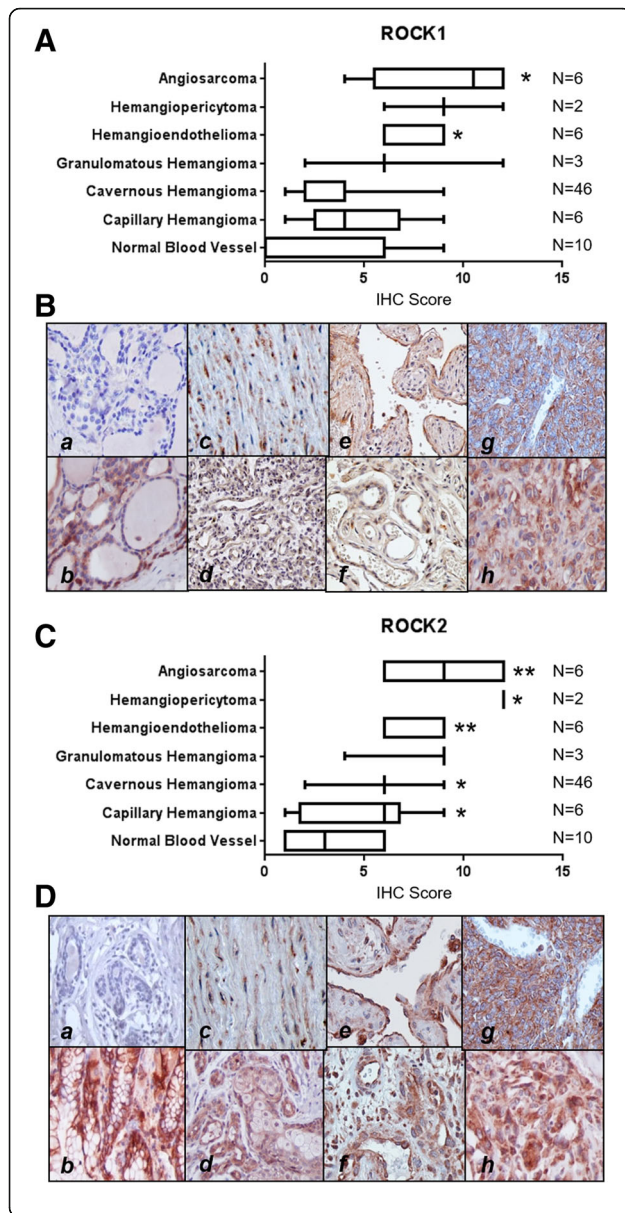 A
ROCK1
Angiosarcoma * N=6
Hemangiopericytoma N=2
Hemangioendothelioma * N=6
Granulomatous Hemangioma N=3
Cavernous Hemangioma N=46
Capillary Hemangioma N=6
Normal Blood Vessel N=10
0 5 10 15
IHC Score
B
a c e g
b d f h
C
ROCK2
Angiosarcoma ** N=6
Hemangiopericytoma * N=2
Hemangioendothelioma ** N=6
Granulomatous Hemangioma N=3
Cavernous Hemangioma * N=46
Capillary Hemangioma * N=6
Normal Blood Vessel N=10
0 5 10 15
IHC Score
D
a c e g
b d f h